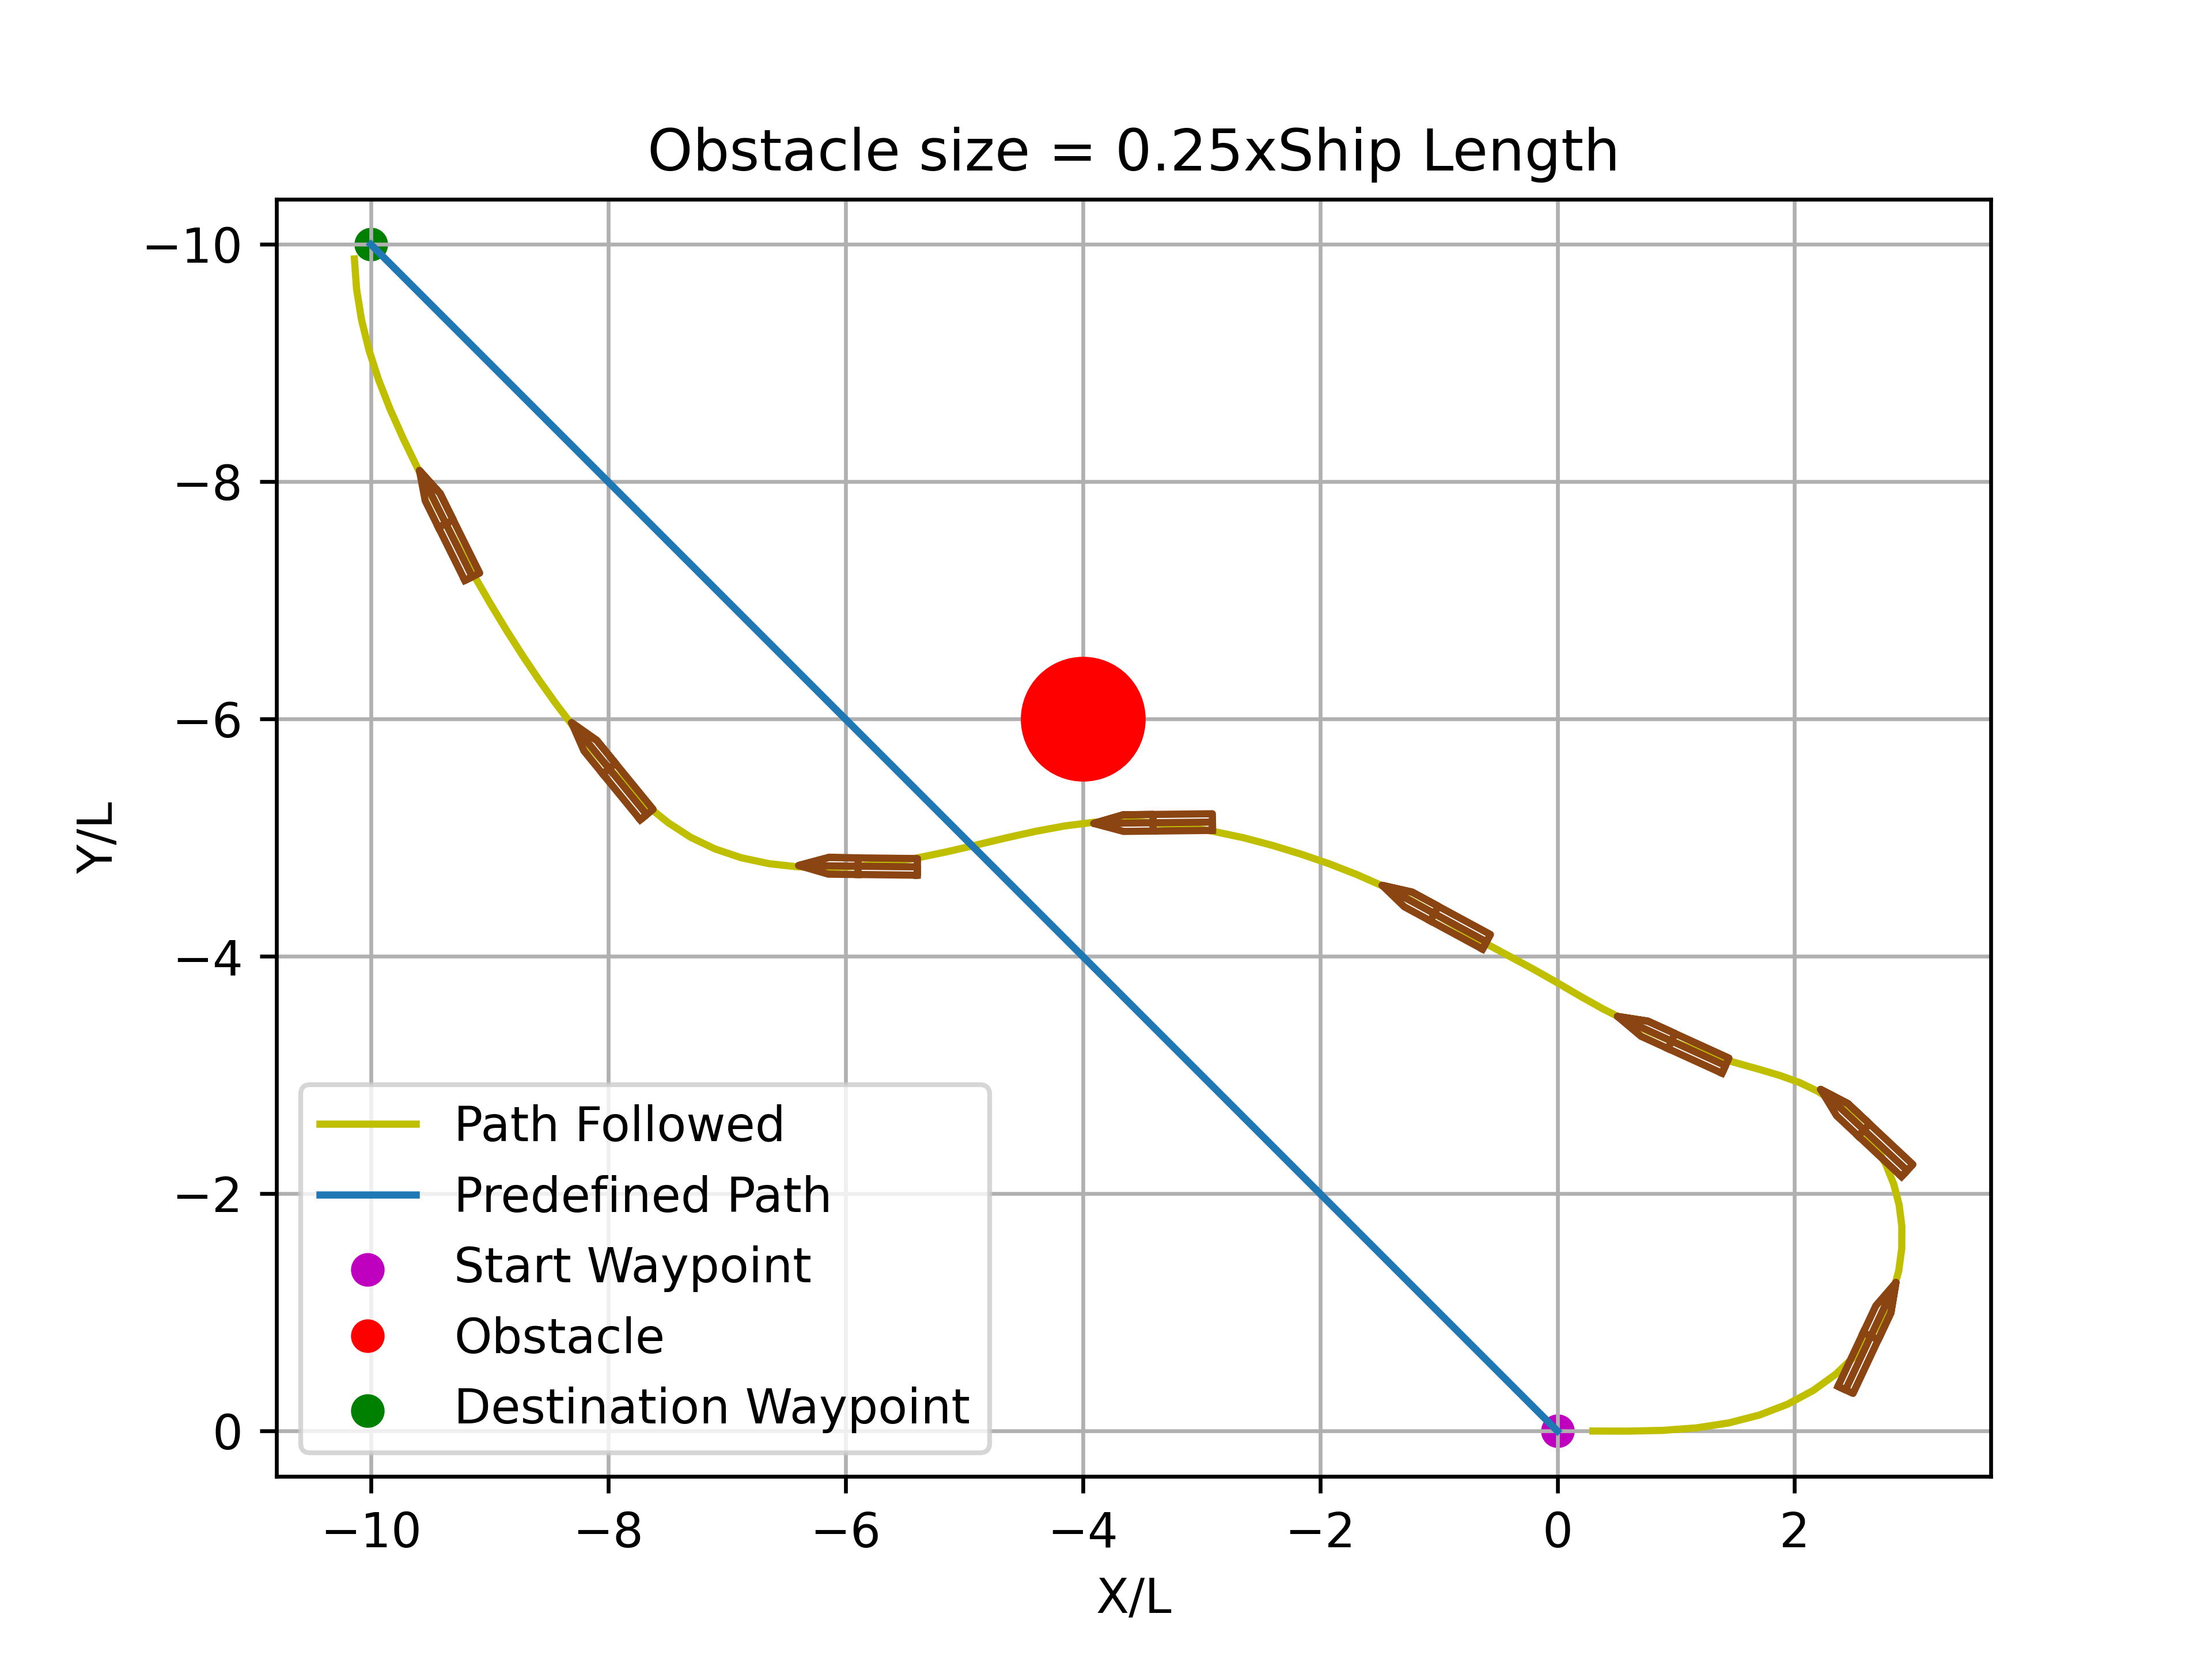 Obstacle size = 0.25xShip Length
−10
−8
−6
−4
−2
0
Y/L
Path Followed
Predefined Path
Start Waypoint
Obstacle
Destination Waypoint
−10 −8 −6 −4 −2 0 2
X/L